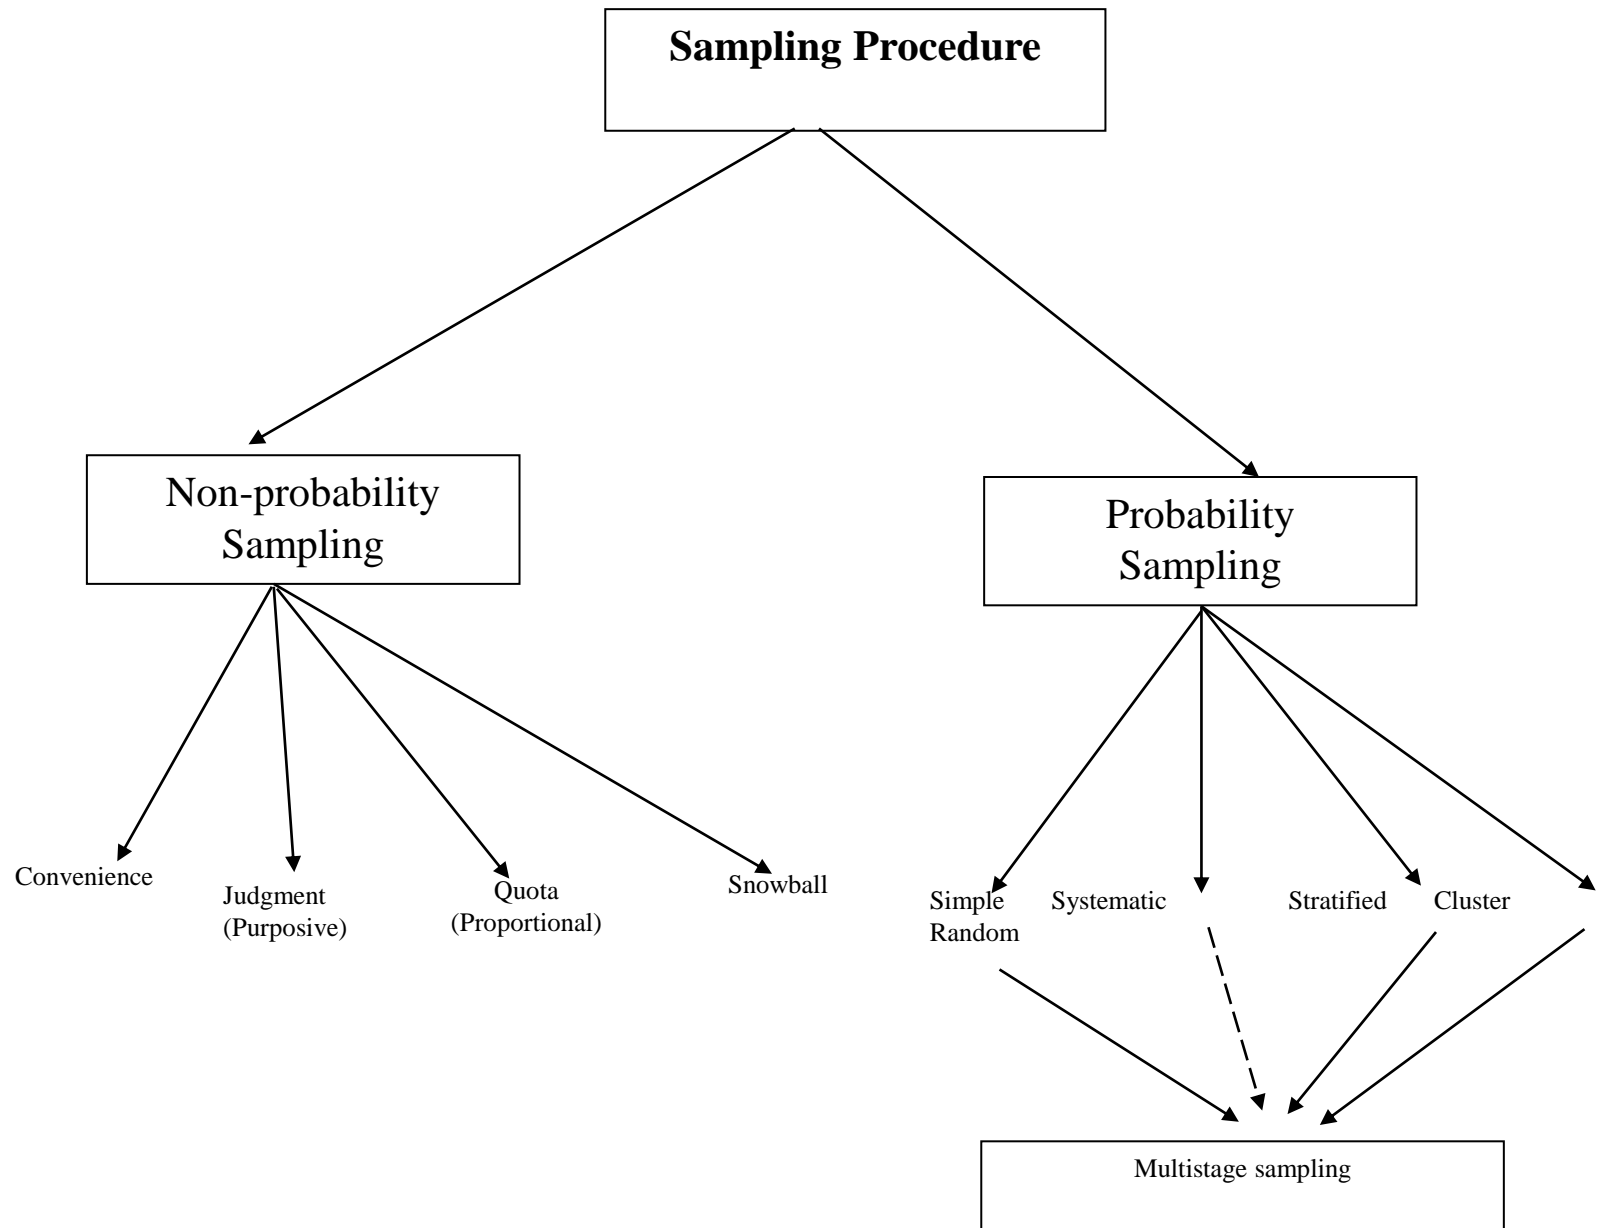 Sampling Procedure
Non-probability
Sampling
Probability
Sampling
Convenience
Judgment
(Purposive)
Quota
(Proportional)
Snowball
Simple
Random
Systematic
Stratified
Cluster
Multistage sampling